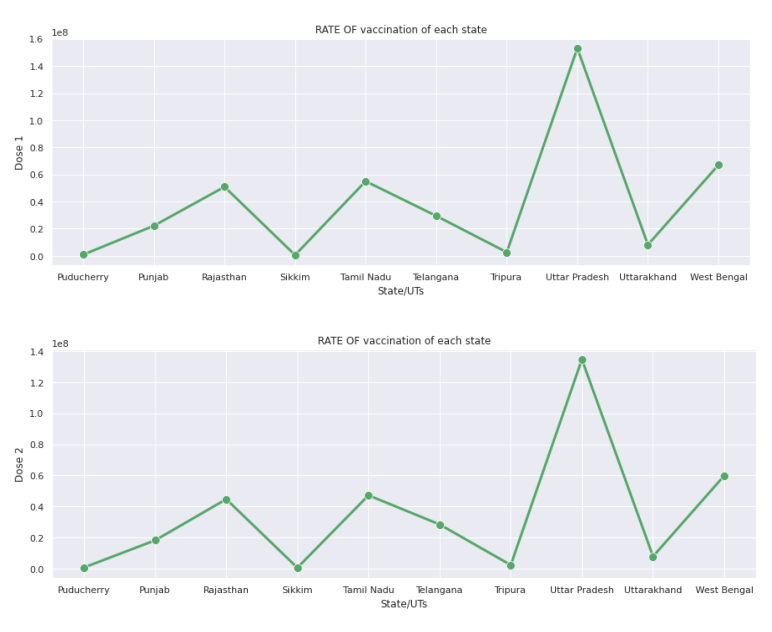 RATE OF vaccination of each state
1e8
1.6
1.4
1.2
1.0
0.8
0.6
0.4
0.2
0.0
Dose 1
Puducherry Punjab Rajasthan Sikkim Tamil Nadu Telangana Tripura Uttar Pradesh Uttarakhand West Bengal
State/UTs
RATE OF vaccination of each state
1e8
1.4
1.2
1.0
0.8
0.6
0.4
0.2
0.0
Dose 2
Puducherry Punjab Rajasthan Sikkim Tamil Nadu Telangana Tripura Uttar Pradesh Uttarakhand West Bengal
State/UTs